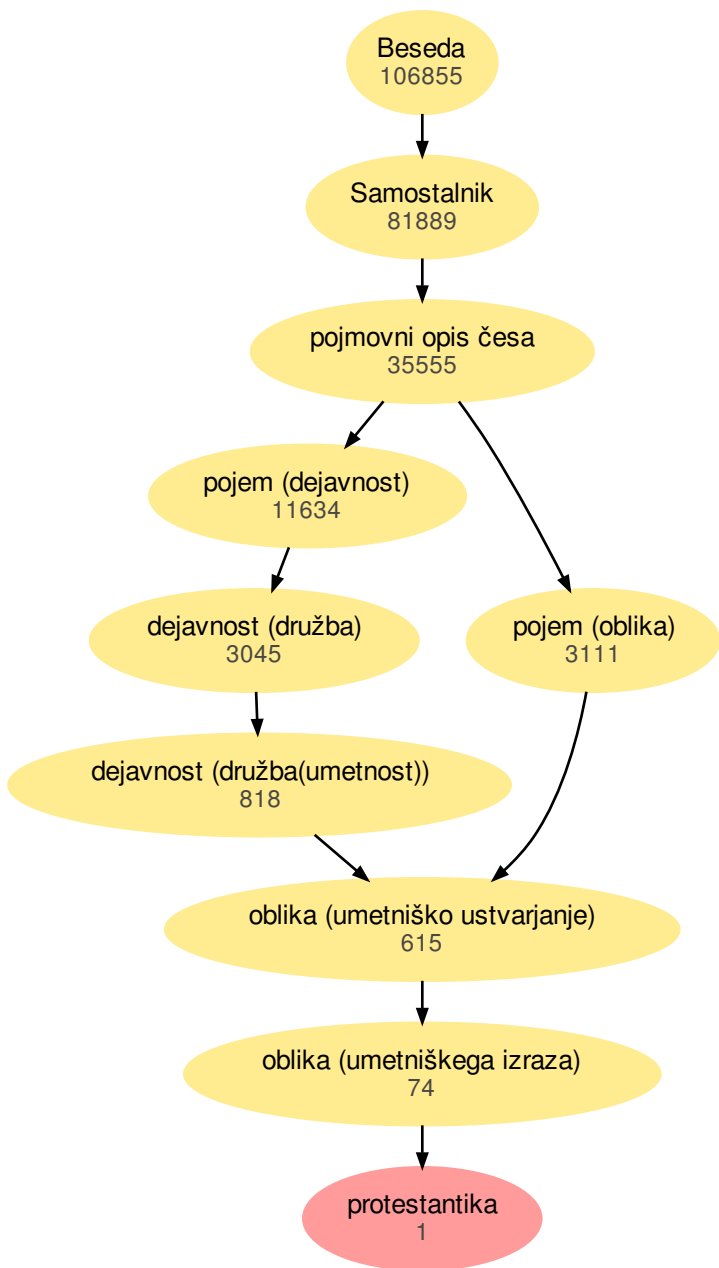 Beseda
106855
Samostalnik
81889
pojmovni opis česa
35555
pojem (dejavnost)
11634
dejavnost (družba)
3045
pojem (oblika)
3111
dejavnost (družba(umetnost))
818
oblika (umetniško ustvarjanje)
615
oblika (umetniškega izraza)
74
protestantika
1